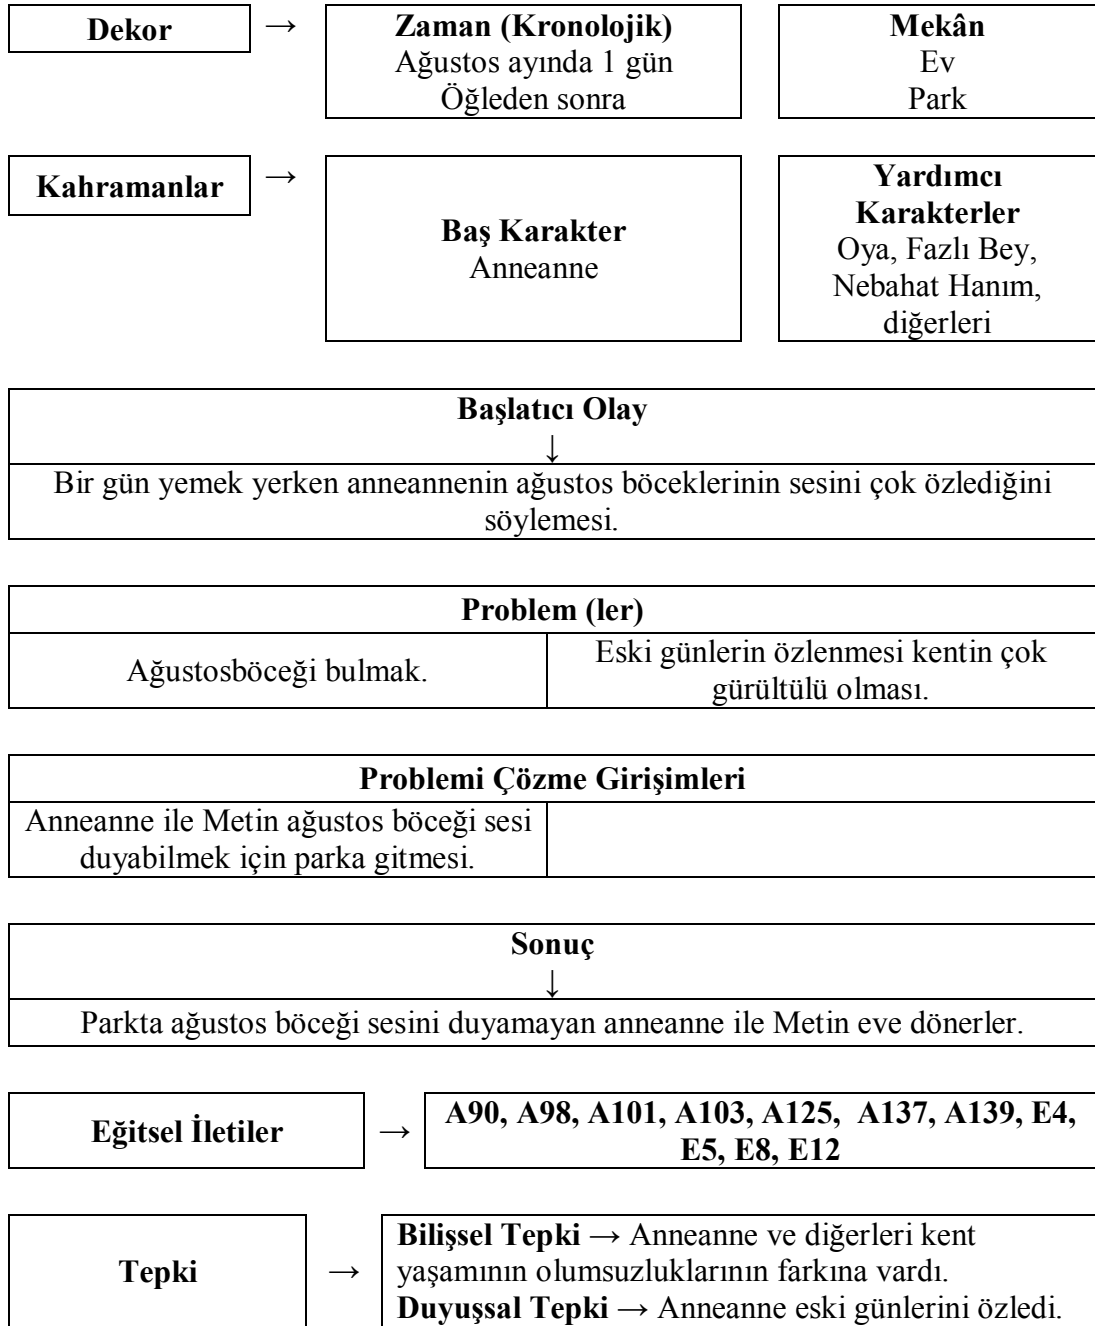 Dekor → Zaman (Kronolojik) Mekân
Ağustos ayında 1 gün Ev
Öğleden sonra Park
Kahramanlar →
Baş Karakter
Anneanne
Yardımcı
Karakterler
Oya, Fazlı Bey,
Nebahat Hanım,
diğerleri
Başlatıcı Olay
↓
Bir gün yemek yerken anneannenin ağustos böceklerinin sesini çok özlediğini
söylemesi.
Problem (ler)
Ağustosböceği bulmak.
Eski günlerin özlenmesi kentin çok
gürültülü olması.
Problemi Çözme Girişimleri
Anneanne ile Metin ağustos böceği sesi
duyabilmek için parka gitmesi.
Sonuç
↓
Parkta ağustos böceği sesini duyamayan anneanne ile Metin eve dönerler.
Eğitsel İletiler →
A90, A98, A101, A103, A125, A137, A139, E4,
E5, E8, E12
Tepki →
Bilişsel Tepki → Anneanne ve diğerleri kent
yaşamının olumsuzluklarının farkına vardı.
Duyuşsal Tepki → Anneanne eski günlerini özledi.